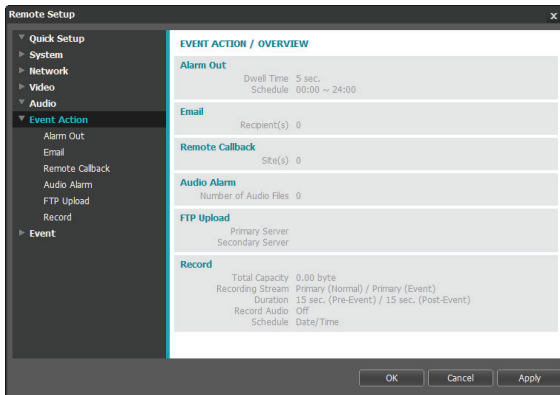 Remote Setup
x
Quick Setup
System
Network
Video
Audio
Event Action
Alarm Out
Email
Remote Callback
Audio Alarm
FTP Upload
Record
Event
EVENT ACTION / OVERVIEW
Alarm Out
Dwell Time 5 sec.
Schedule 00:00 ~ 24:00
Email
Recipient(s) 0
Remote Callback
Site(s) 0
Audio Alarm
Number of Audio Files 0
FTP Upload
Primary Server
Secondary Server
Record
Total Capacity 0.00 byte
Recording Stream Primary (Normal) / Primary (Event)
Duration 15 sec. (Pre-Event) / 15 sec. (Post-Event)
Record Audio Off
Schedule Date/Time
OK Cancel Apply